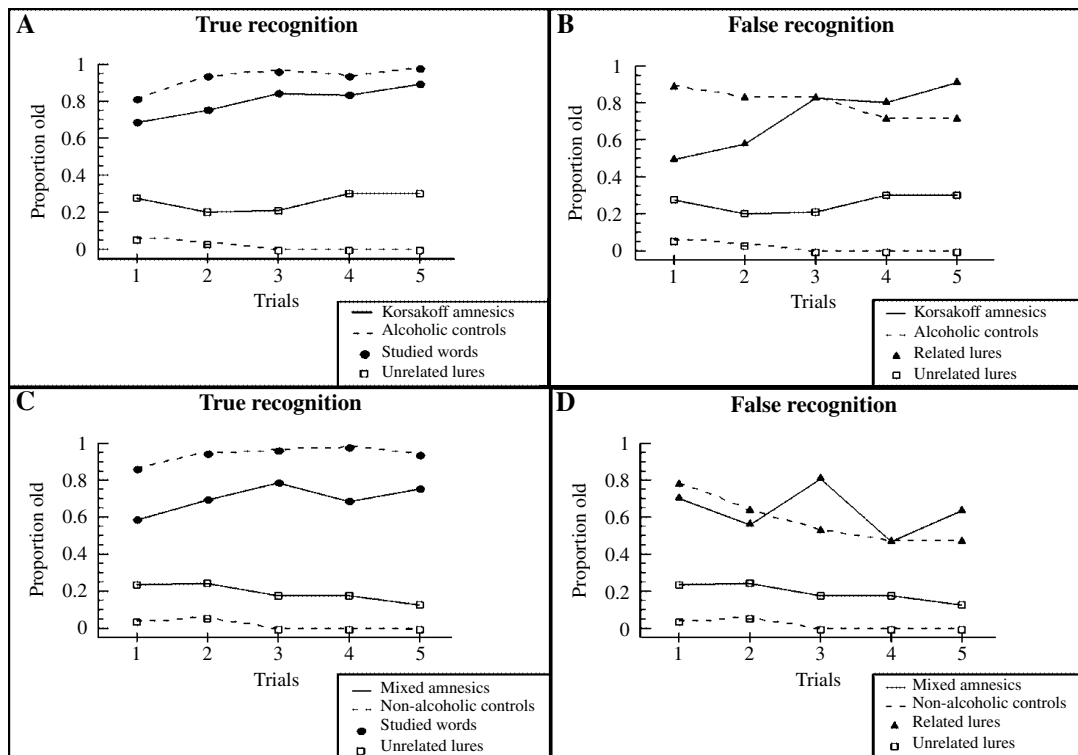 A
True recognition
Proportion old
1
0.8
0.6
0.4
0.2
0
1 2 3 4 5
Trials
Korsakoff amnesics
Alcoholic controls
Studied words
Unrelated lures
B
False recognition
Proportion old
1
0.8
0.6
0.4
0.2
0
1 2 3 4 5
Trials
Korsakoff amnesics
Alcoholic controls
Related lures
Unrelated lures
C
True recognition
Proportion old
1
0.8
0.6
0.4
0.2
0
1 2 3 4 5
Trials
Mixed amnesics
Non-alcoholic controls
Studied words
Unrelated lures
D
False recognition
Proportion old
1
0.8
0.6
0.4
0.2
0
1 2 3 4 5
Trials
Mixed amnesics
Non-alcoholic controls
Related lures
Unrelated lures